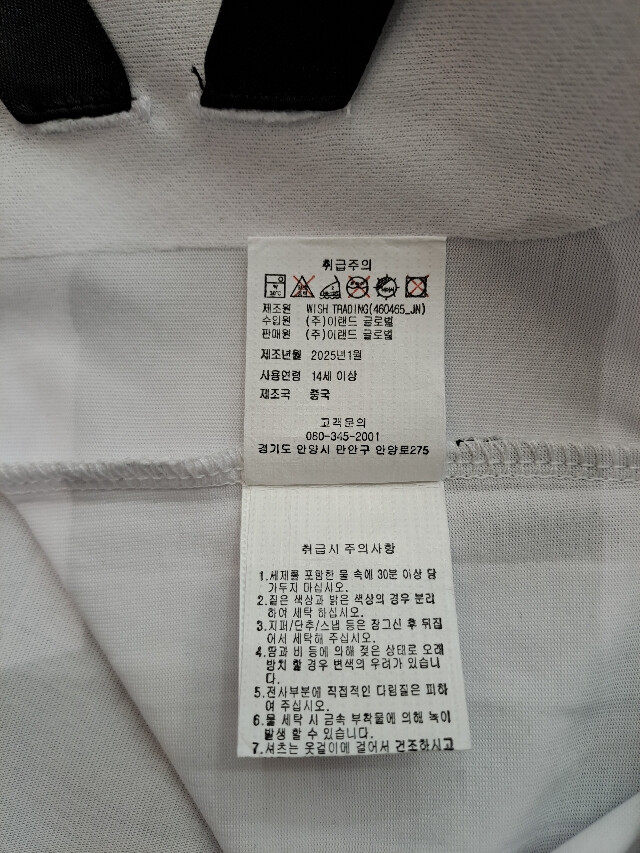 취급주의
제조원 WISH TRADING(460465_JN)
수입원 (주)이랜드 글로벌
판매원 (주)이랜드 글로벌
제조년월 2025년1월
사용연령 14세 이상
제조국 중국
고객문의
080-345-2001
경기도 안양시 만안구 안양로275
취급시 주의사항
1.세제를 포함한 물 속에 30분 이상 담
가두지 마십시오.
2.짙은 색상과 밝은 색상의 경우 분리
하여 세탁 하십시오.
3.지퍼/단추/스냅 등은 잠그신 후 뒤집
어서 세탁해 주십시오.
4.땀과 비 등에 의해 젖은 상태로 오래
방치 할 경우 변색의 우려가 있습니
다.
5.전사부분에 직접적인 다림질은 피하
여 주십시오.
6.물 세탁 시 금속 부착물에 의해 녹이
발생 할 수 있습니다.
7.셔츠는 옷걸이에 걸어서 건조하시고